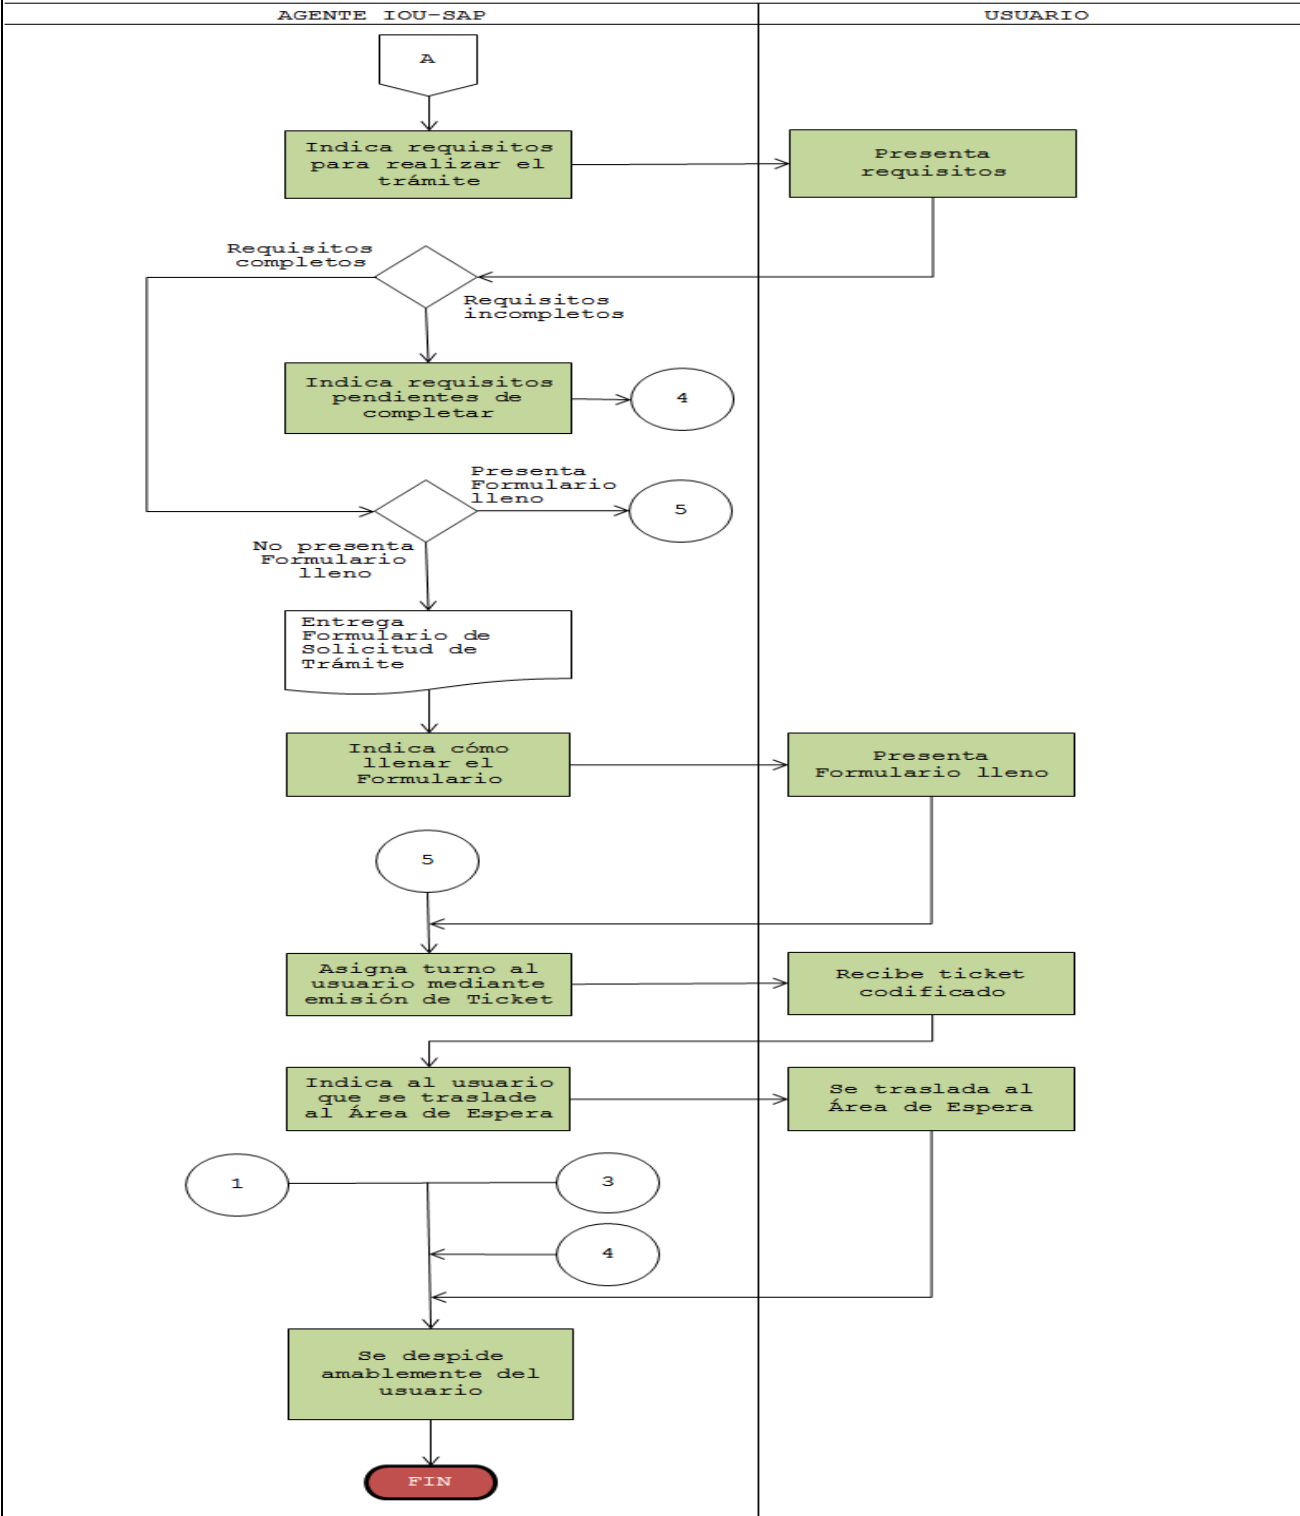 AGENTE IOU-SAP
USUARIO
A
Indica requisitos
para realizar el
trámite
Presenta
requisitos
Requisitos
completos
Requisitos
incompletos
Indica requisitos
pendientes de
completar
4
Presenta
Formulario
lleno
5
No presenta
Formulario
lleno
Entrega
Formulario de
Solicitud de
Trámite
Indica cómo
llenar el
Formulario
Presenta
Formulario lleno
5
Asigna turno al
usuario mediante
emisión de Ticket
Recibe ticket
codificado
Indica al usuario
que se traslade
al Área de Espera
Se traslada al
Área de Espera
1
3
4
Se despide
amablemente del
usuario
FIN